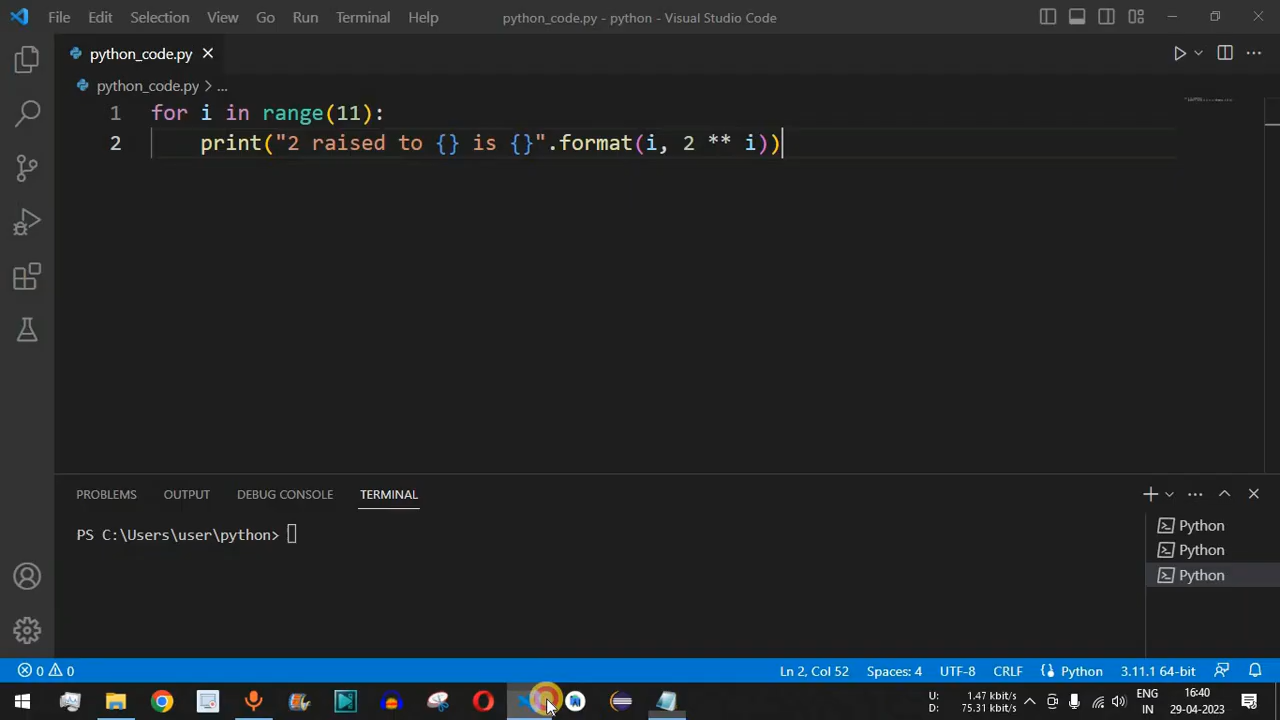 File Edit Selection View Go Run Terminal Help python_code.py - python - Visual Studio Code
python_code.py
python_code.py > ...
1 for i in range(11):
2 print("2 raised to {} is {}".format(i, 2 ** i))
PROBLEMS OUTPUT DEBUG CONSOLE TERMINAL
PS C:\Users\user\python>
Python
Python
Python
0 0 Ln 2, Col 52 Spaces: 4 UTF-8 CRLF Python 3.11.1 64-bit
U: 1.47 kbit/s
D: 75.31 kbit/s
ENG
IN
16:40
29-04-2023